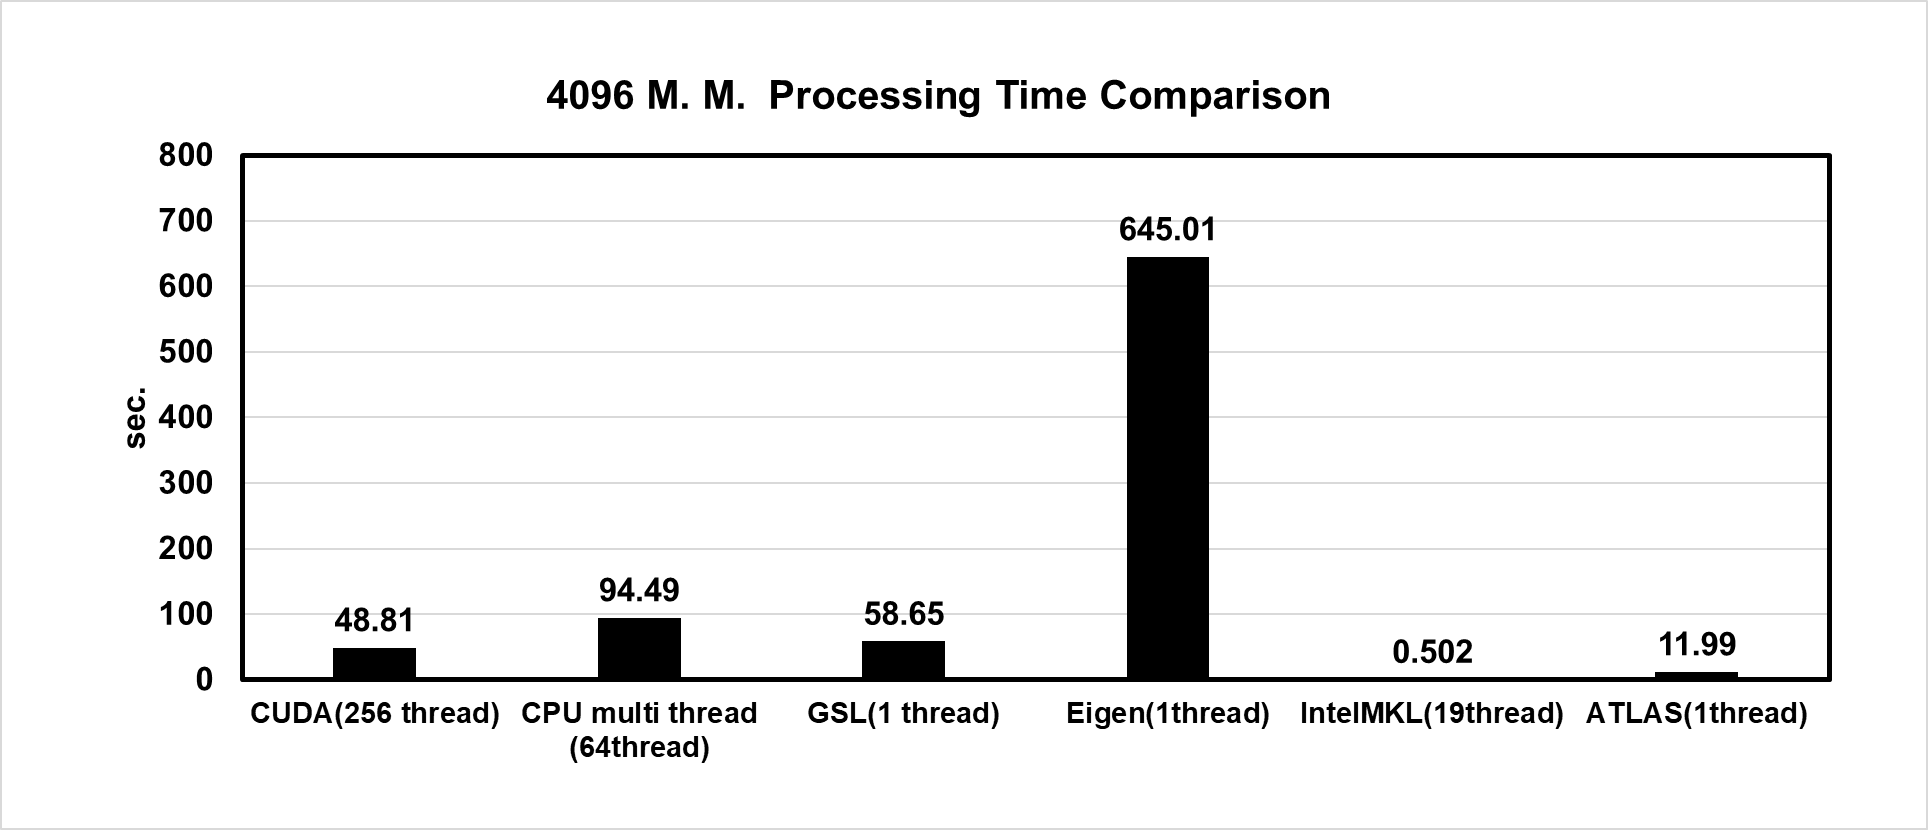 4096 M. M.  Processing Time Comparison
800
700
600
500
400
300
200
100
0
sec.
645.01
94.49
58.65
48.81
0.502
11.99
CUDA(256 thread)
CPU multi thread
(64thread)
GSL(1 thread)
Eigen(1thread)
IntelMKL(19thread)
ATLAS(1thread)